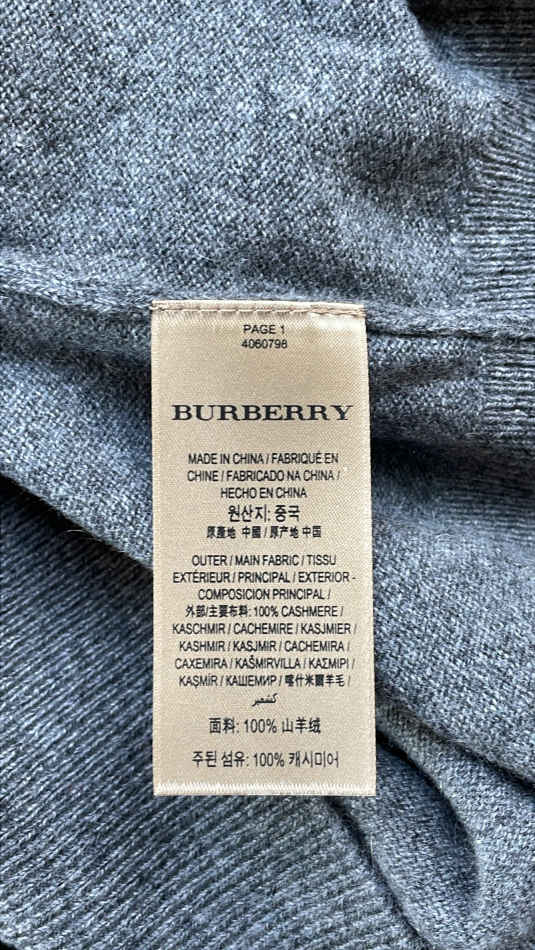 PAGE 1
4060798
BURBERRY
MADE IN CHINA / FABRIQUÉ EN
CHINE / FABRICADO NA CHINA /
HECHO EN CHINA
원산지: 중국
原產地 中國 / 原产地 中国
OUTER / MAIN FABRIC / TISSU
EXTÉRIEUR / PRINCIPAL / EXTERIOR -
COMPOSICION PRINCIPAL /
外部/主要布料: 100% CASHMERE /
KASCHMIR / CACHEMIRE / KASJMIER /
KASHMIR / KASJMIR / CACHEMIRA /
CAXEMIRA / KAŠMIRVILLA / ΚΑΣΜΙΡΙ /
KAŞMİR / КАШЕМИР / 喀什米爾羊毛 /
كشمير
面料: 100% 山羊绒
주된 섬유: 100% 캐시미어